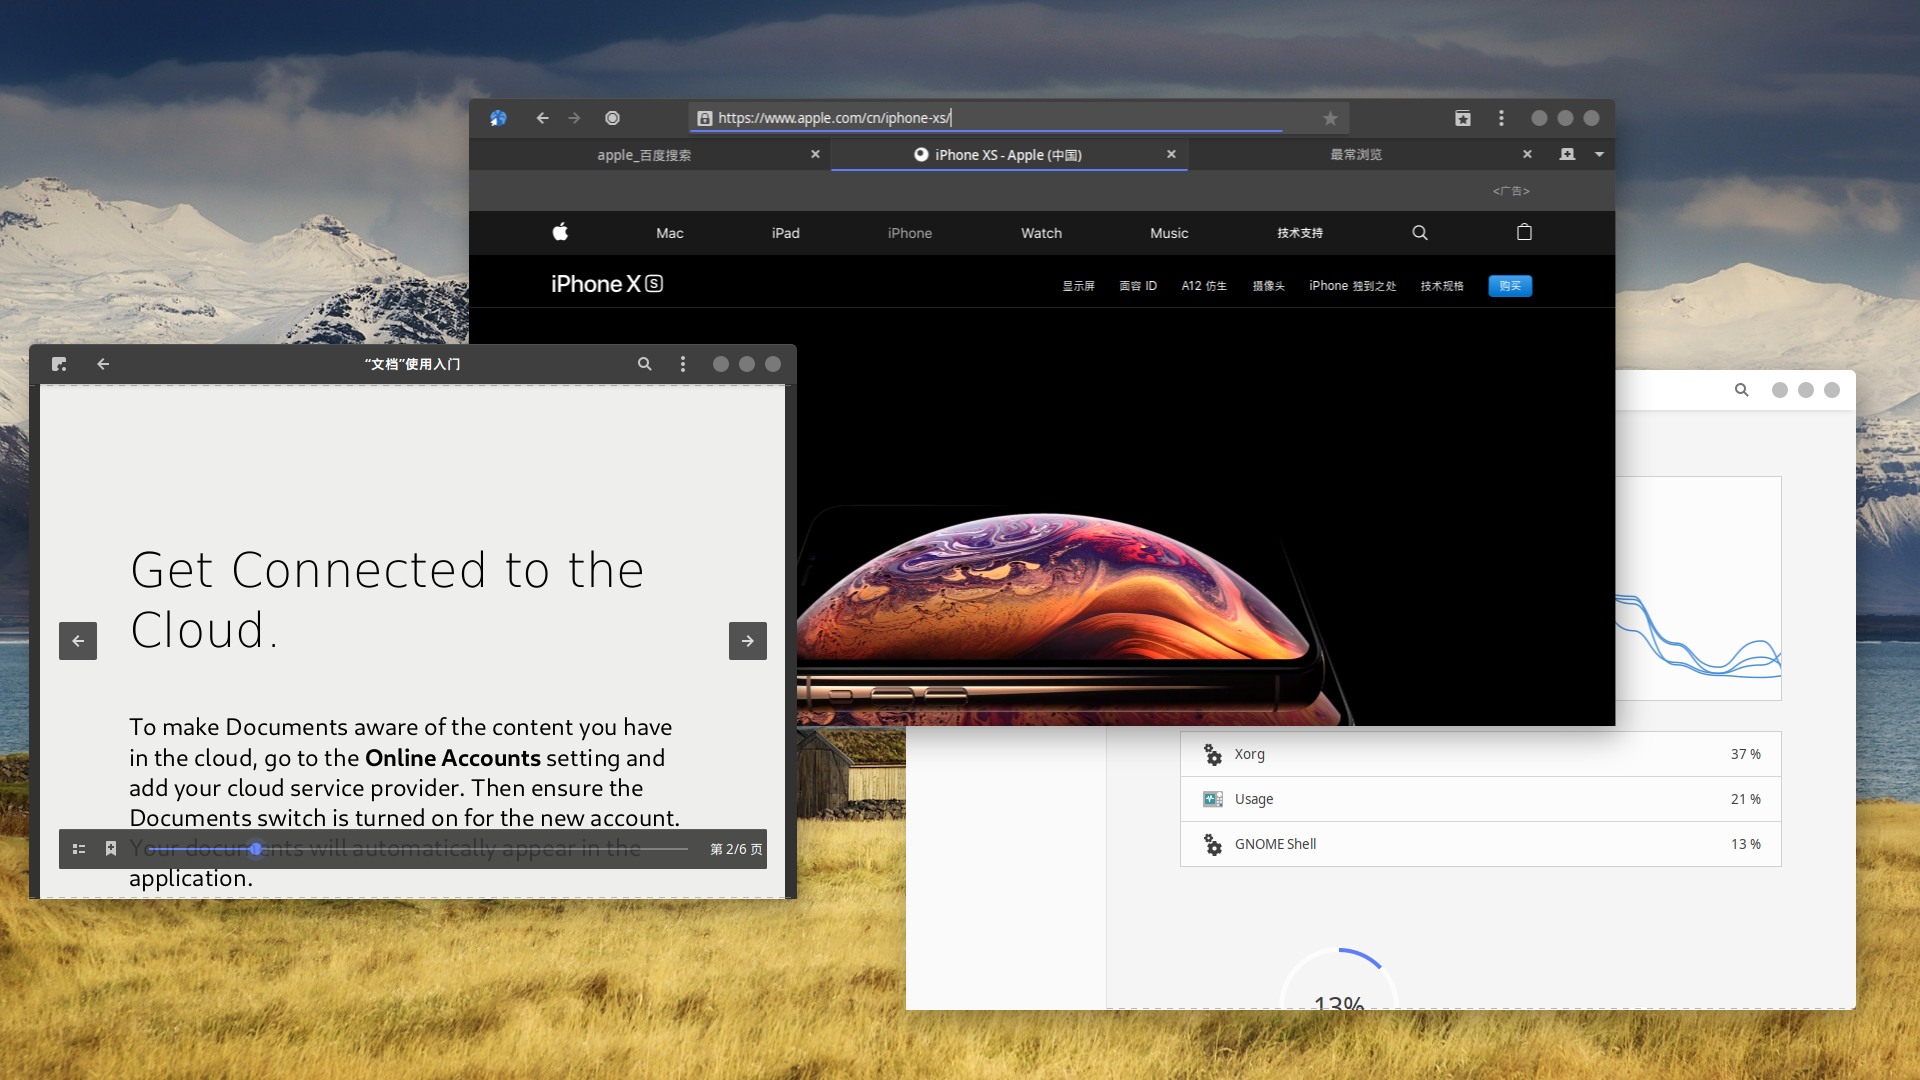 https://www.apple.com/cn/iphone-xs/
apple_百度搜索
iPhone XS - Apple (中国)
最常浏览
<广告>
Mac
iPad
iPhone
Watch
Music
技术支持
iPhone XS
显示屏
面容 ID
A12 仿生
摄像头
iPhone 独到之处
技术规格
购买
“文档”使用入门
Get Connected to the
Cloud.
To make Documents aware of the content you have
in the cloud, go to the Online Accounts setting and
add your cloud service provider. Then ensure the
Documents switch is turned on for the new account.
Your documents will automatically appear in the
application.
第 2/6 页
Xorg 37 %
Usage 21 %
GNOME Shell 13 %
13%